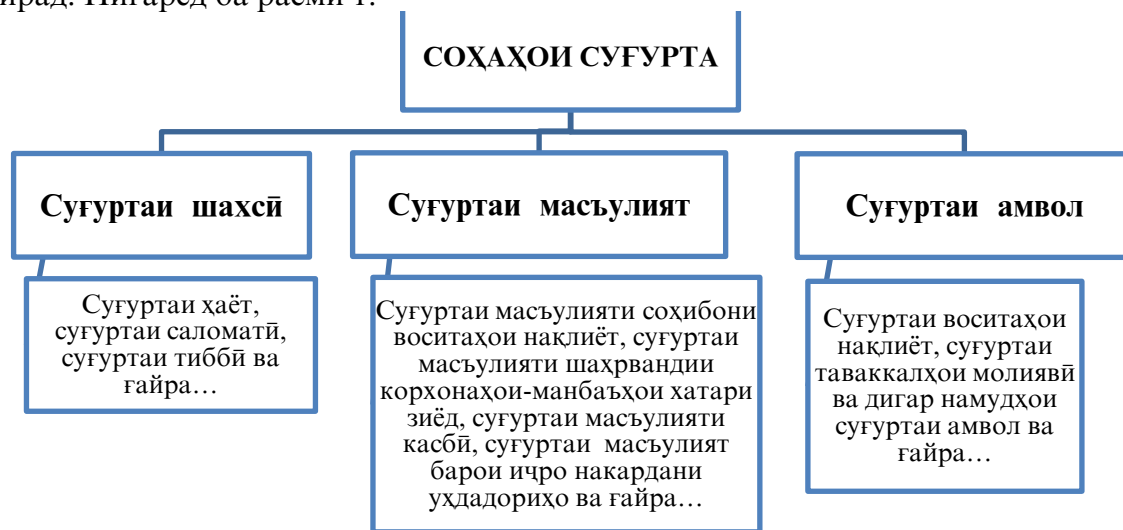 СОҲАҲОИ СУҒУРТА
Суғуртаи шахсӣ
Суғуртаи масъулият
Суғуртаи амвол
Суғуртаи ҳаёт,
суғуртаи саломатӣ,
суғуртаи тиббӣ ва
ғайра…
Суғуртаи масъулияти соҳибони
воситаҳои нақлиёт, суғуртаи
масъулияти шаҳрвандии
корхонаҳои-манбаъҳои хатари
зиёд, суғуртаи масъулияти
касбӣ, суғуртаи масъулият
барои иҷро накардани
уҳдадориҳо ва ғайра…
Суғуртаи воситаҳои
нақлиёт, суғуртаи
таваккалҳои молиявӣ
ва дигар намудҳои
суғуртаи амвол ва
ғайра…